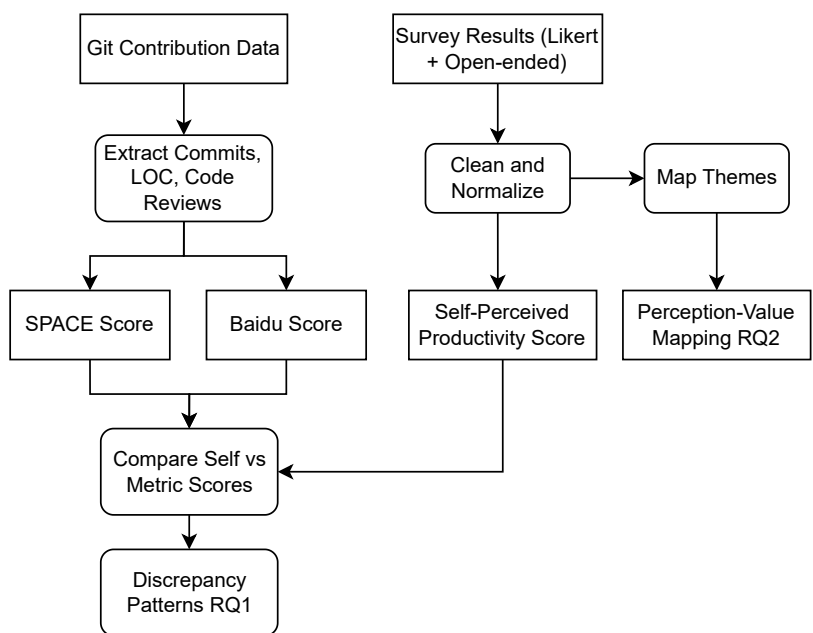 Git Contribution Data
Survey Results (Likert
+ Open-ended)
Extract Commits,
LOC, Code
Reviews
Clean and
Normalize
Map Themes
SPACE Score
Baidu Score
Self-Perceived
Productivity Score
Perception-Value
Mapping RQ2
Compare Self vs
Metric Scores
Discrepancy
Patterns RQ1